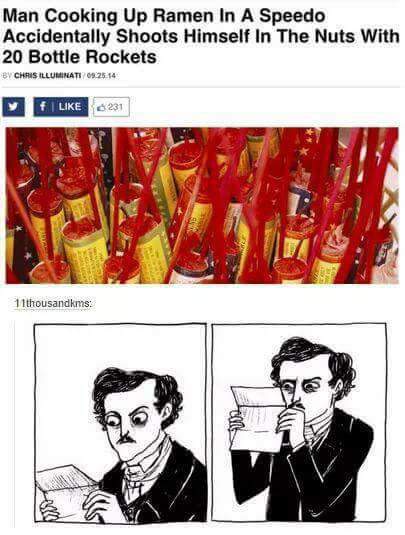 Man Cooking Up Ramen In A Speedo
Accidentally Shoots Himself In The Nuts With
20 Bottle Rockets
BY CHRIS ILLUMINATI / 09.25.14
f LIKE 231
11thousandkms: